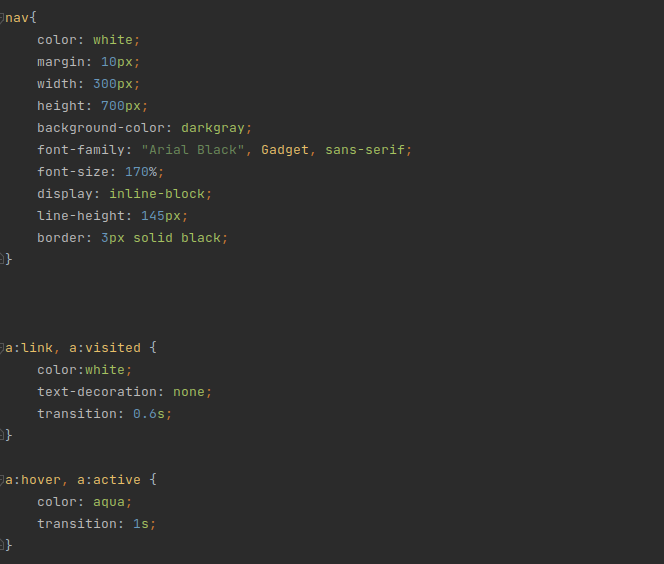 nav{
    color: white;
    margin: 10px;
    width: 300px;
    height: 700px;
    background-color: darkgray;
    font-family: "Arial Black", Gadget, sans-serif;
    font-size: 170%;
    display: inline-block;
    line-height: 145px;
    border: 3px solid black;
}
a:link, a:visited {
    color:white;
    text-decoration: none;
    transition: 0.6s;
}
a:hover, a:active {
    color: aqua;
    transition: 1s;
}